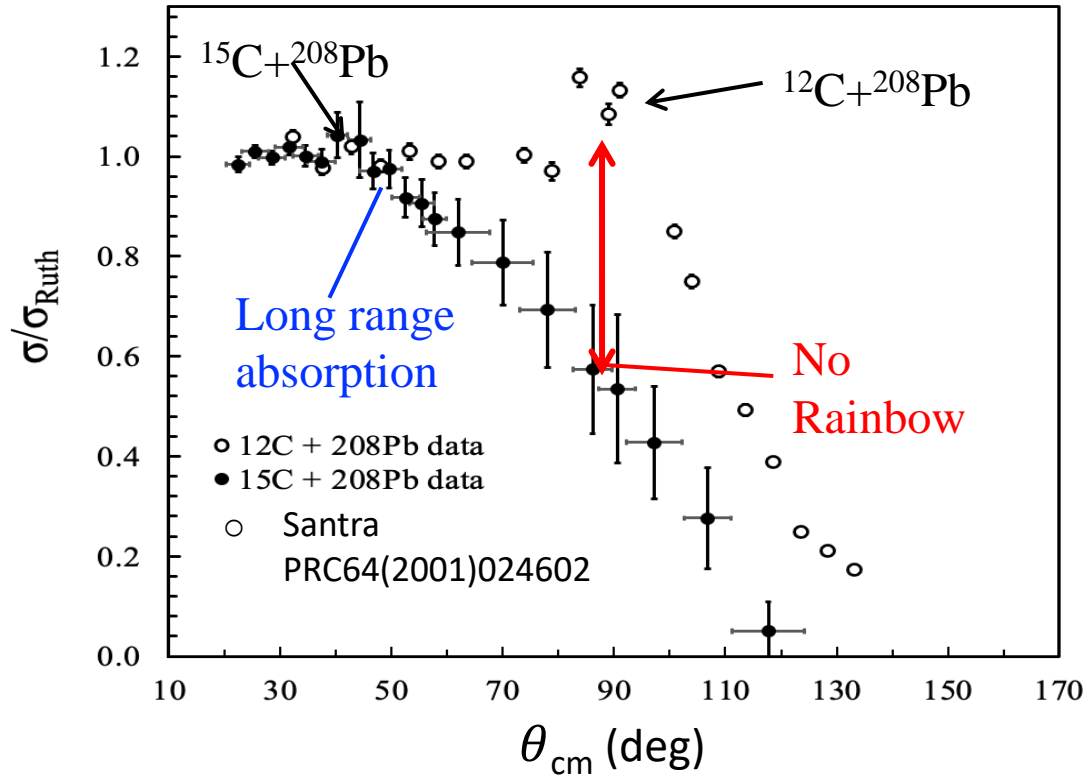 1.2
1.0
0.8
0.6
0.4
0.2
0.0
σ/σRuth
¹⁵C+²⁰⁸Pb
¹²C+²⁰⁸Pb
Long range
absorption
No
Rainbow
12C + 208Pb data
15C + 208Pb data
Santra
PRC64(2001)024602
10 30 50 70 90 110 130 150 170
θcm (deg)